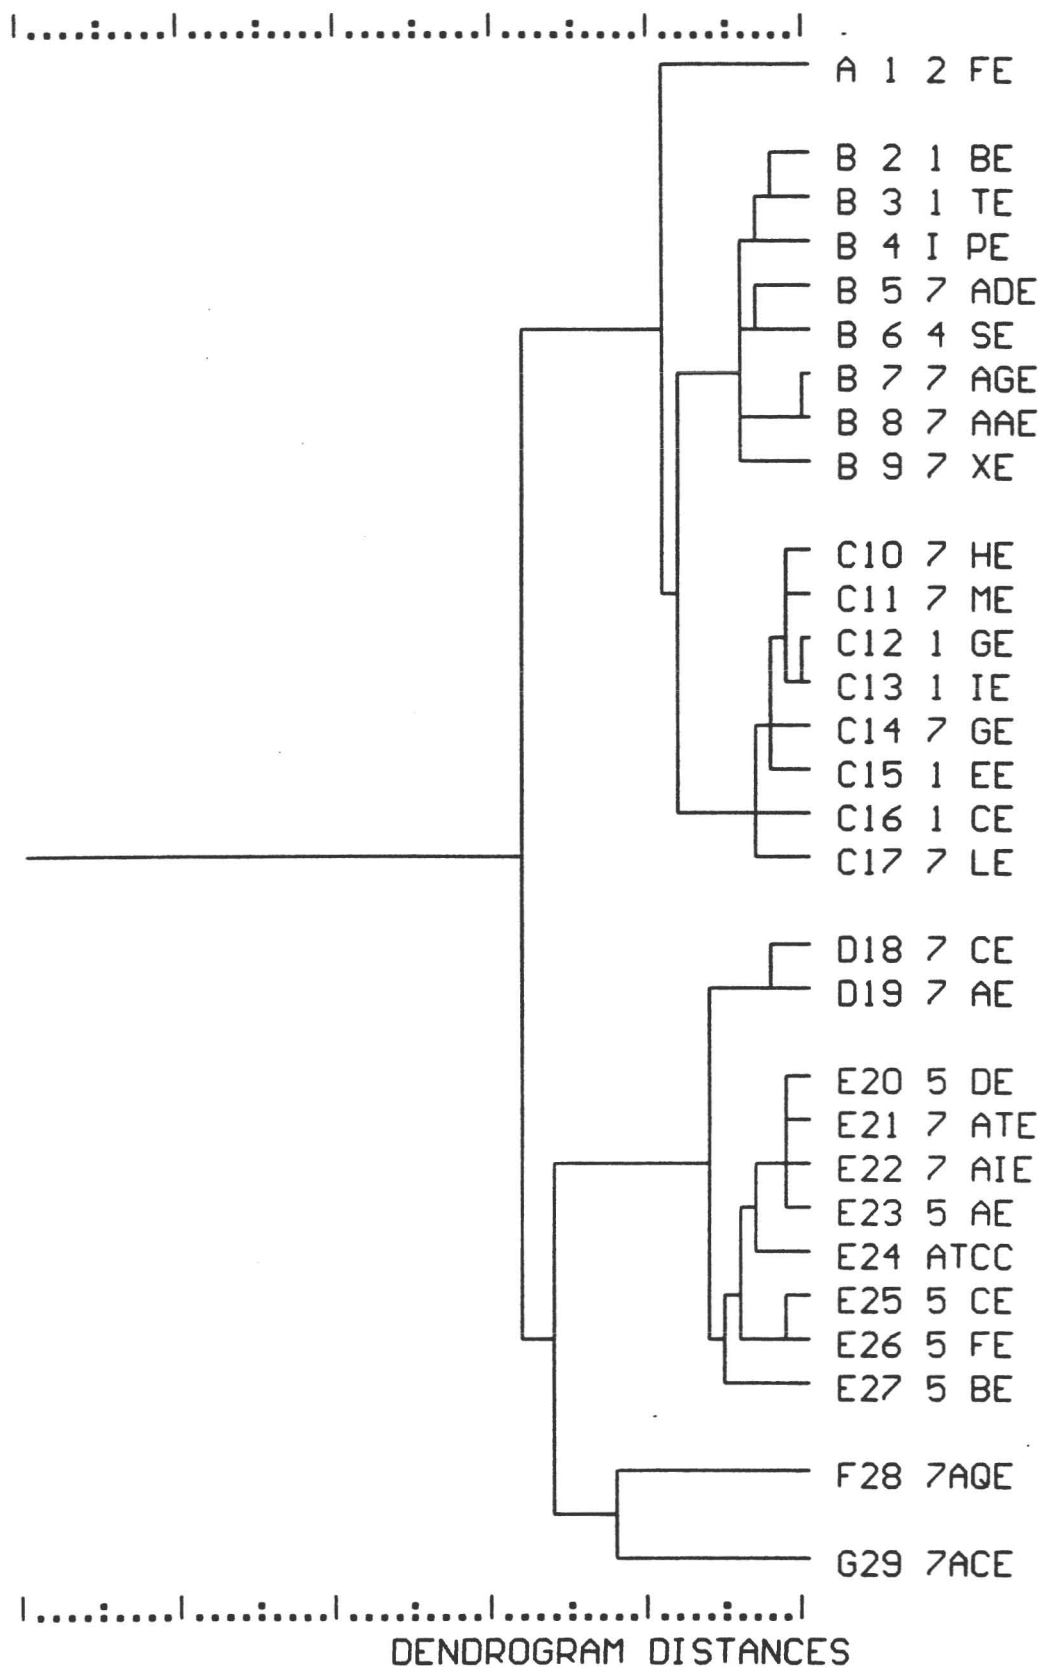 A 1 2 FE
B 2 1 BE
B 3 1 TE
B 4 I PE
B 5 7 ADE
B 6 4 SE
B 7 7 AGE
B 8 7 AAE
B 9 7 XE
C10 7 HE
C11 7 ME
C12 1 GE
C13 1 IE
C14 7 GE
C15 1 EE
C16 1 CE
C17 7 LE
D18 7 CE
D19 7 AE
E20 5 DE
E21 7 ATE
E22 7 AIE
E23 5 AE
E24 ATCC
E25 5 CE
E26 5 FE
E27 5 BE
F28 7AQE
G29 7ACE
DENDROGRAM DISTANCES